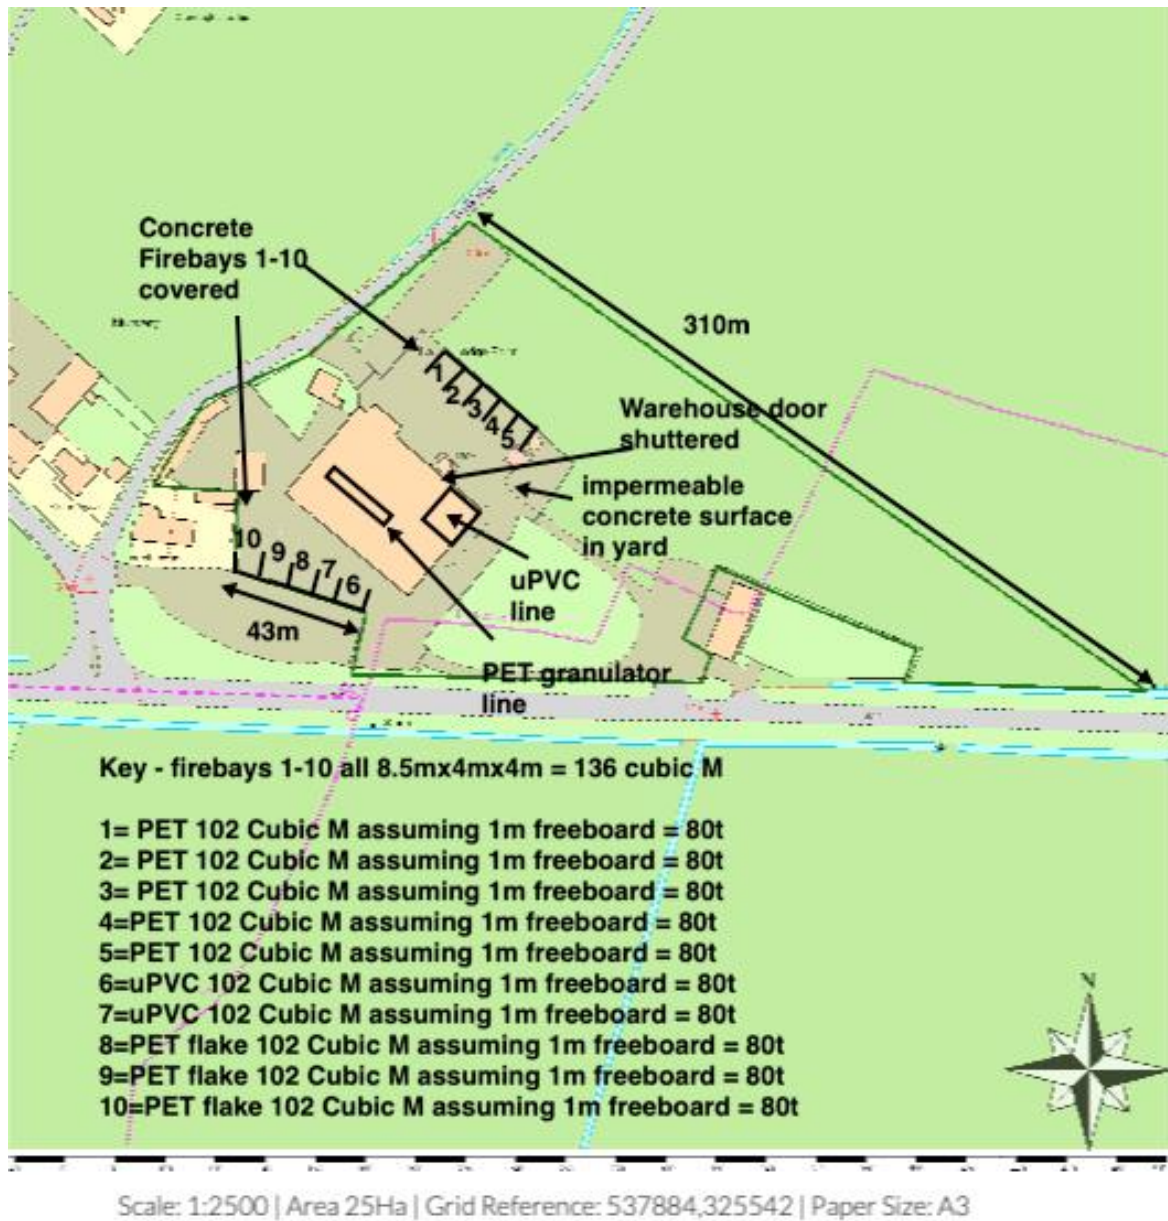 Concrete
Firebays 1-10
covered
310m
Nursery
1
2
3
4
5
Warehouse door
shuttered
impermeable
concrete surface
in yard
10
9
8
7
6
uPVC
line
43m
PET granulator
line
Key - firebays 1-10 all 8.5mx4mx4m = 136 cubic M
1= PET 102 Cubic M assuming 1m freeboard = 80t
2= PET 102 Cubic M assuming 1m freeboard = 80t
3= PET 102 Cubic M assuming 1m freeboard = 80t
4=PET 102 Cubic M assuming 1m freeboard = 80t
5=PET 102 Cubic M assuming 1m freeboard = 80t
6=uPVC 102 Cubic M assuming 1m freeboard = 80t
7=uPVC 102 Cubic M assuming 1m freeboard = 80t
8=PET flake 102 Cubic M assuming 1m freeboard = 80t
9=PET flake 102 Cubic M assuming 1m freeboard = 80t
10=PET flake 102 Cubic M assuming 1m freeboard = 80t
N
Scale: 1:2500 | Area 25Ha | Grid Reference: 537884,325542 | Paper Size: A3